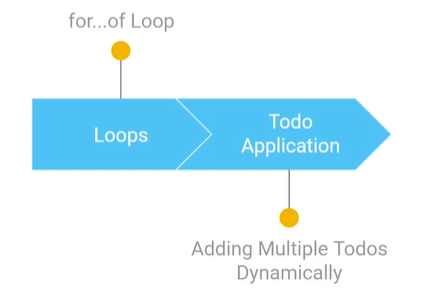 for...of Loop
Loops
Todo
Application
Adding Multiple Todos
Dynamically